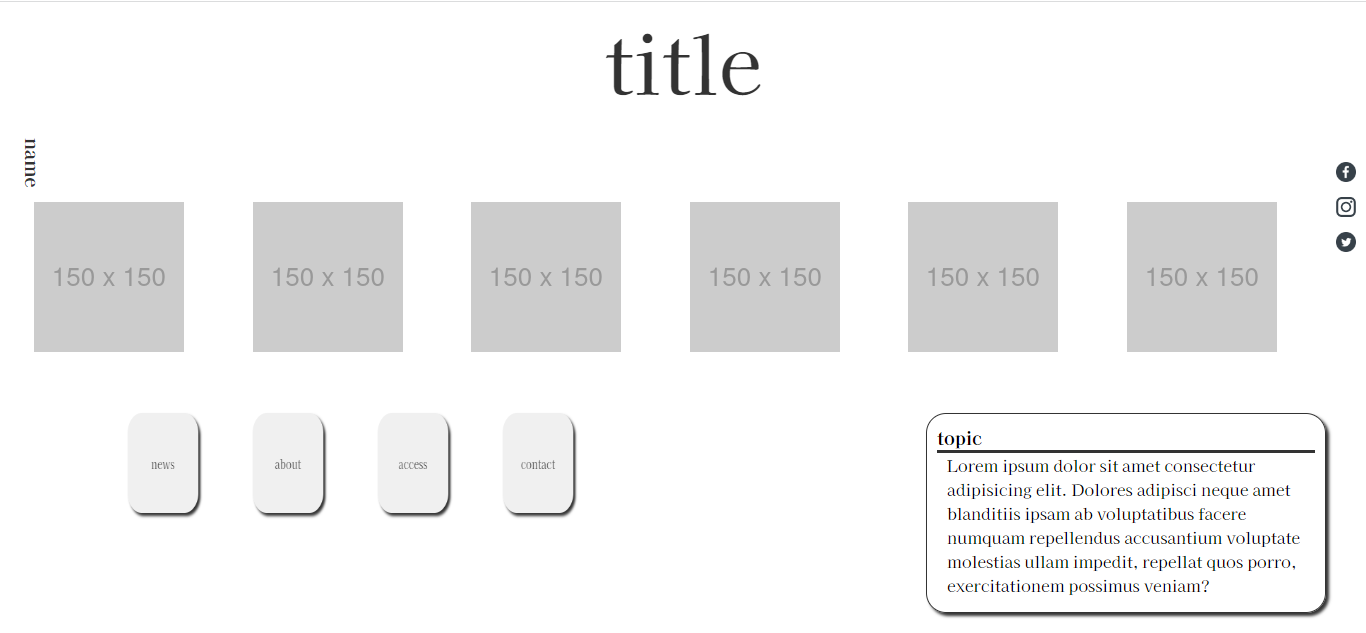 title
name
150 x 150
150 x 150
150 x 150
150 x 150
150 x 150
150 x 150
news
about
access
contact
topic
Lorem ipsum dolor sit amet consectetur
adipisicing elit. Dolores adipisci neque amet
blanditiis ipsam ab voluptatibus facere
numquam repellendus accusantium voluptate
molestias ullam impedit, repellat quos porro,
exercitationem possimus veniam?